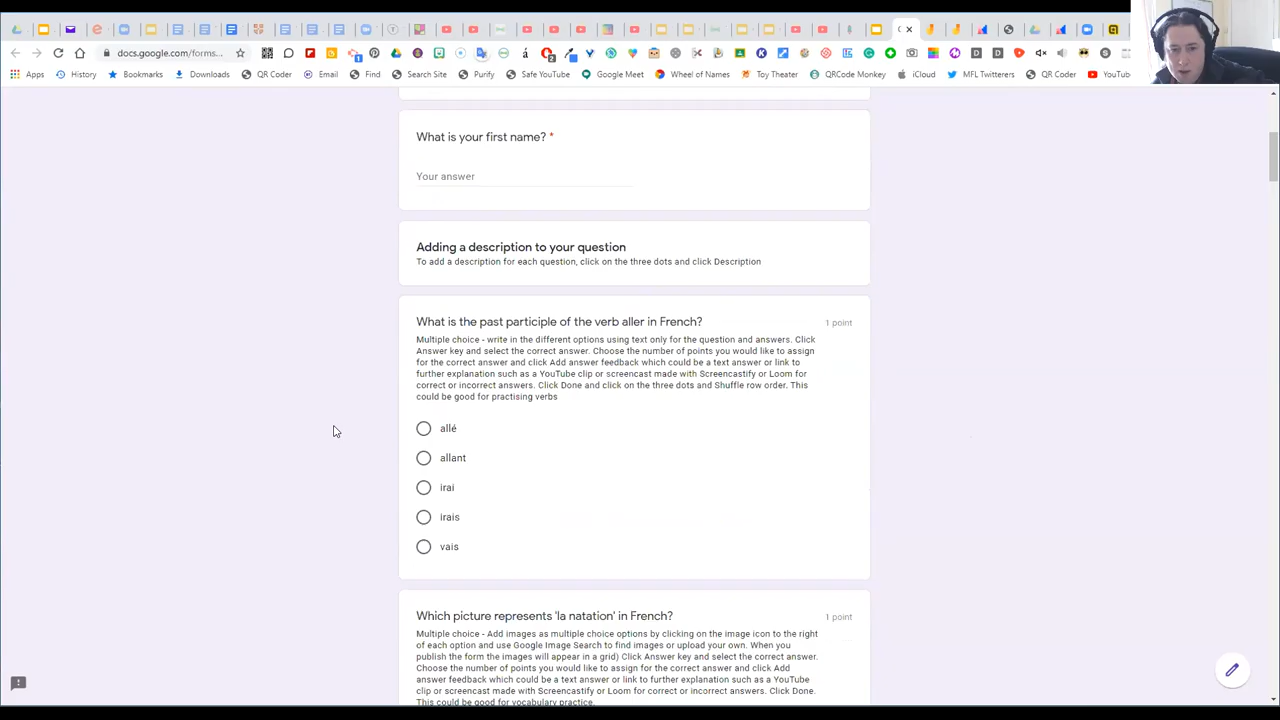 docs.google.com/forms...
Apps
History
Bookmarks
Downloads
QR Coder
Email
Find
Search Site
Purify
Safe YouTube
Google Meet
Wheel of Names
Toy Theater
QRCode Monkey
iCloud
MFL Twitterers
QR Coder
YouTu
What is your first name? *
Your answer
Adding a description to your question
To add a description for each question, click on the three dots and click Description
What is the past participle of the verb aller in French?
1 point
Multiple choice - write in the different options using text only for the question and answers. Click
Answer key and select the correct answer. Choose the number of points you would like to assign
for the correct answer and click Add answer feedback which could be a text answer or link to
further explanation such as a YouTube clip or screencast made with Screencastify or Loom for
correct or incorrect answers. Click Done and click on the three dots and Shuffle row order. This
could be good for practising verbs
allé
allant
irai
irais
vais
Which picture represents 'la natation' in French?
1 point
Multiple choice - Add images as multiple choice options by clicking on the image icon to the right
of each option and use Google Image Search to find images or upload your own. When you
publish the form the images will appear in a grid) Click Answer key and select the correct answer.
Choose the number of points you would like to assign for the correct answer and click Add
answer feedback which could be a text answer or link to further explanation such as a YouTube
clip or screencast made with Screencastify or Loom for correct or incorrect answers. Click Done.
This could be good for vocabulary practice.